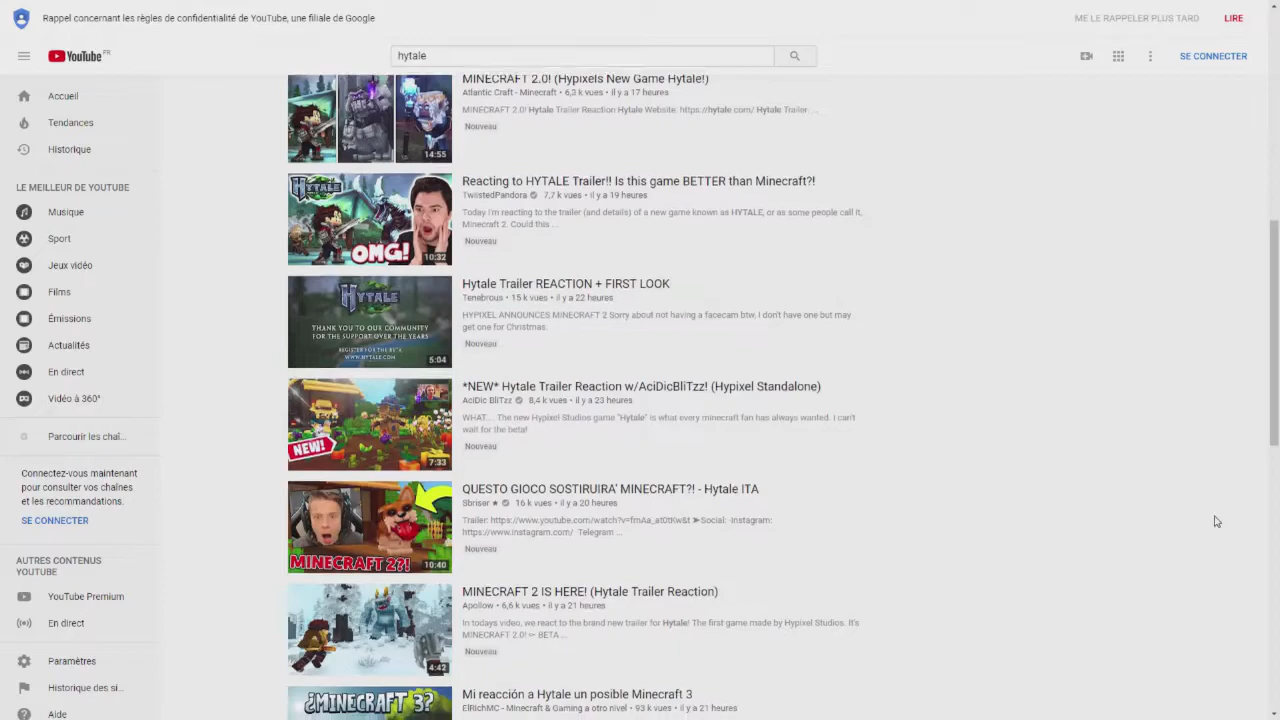 Rappel concernant les règles de confidentialité de YouTube, une filiale de Google
ME LE RAPPELER PLUS TARD
LIRE
YouTube FR
hytale
SE CONNECTER
Accueil
Tendances
Historique
LE MEILLEUR DE YOUTUBE
Musique
Sport
Jeux vidéo
Films
Émissions
Actualités
En direct
Vidéo à 360°
Parcourir les chaî...
Connectez-vous maintenant
pour consulter vos chaînes
et les recommandations.
SE CONNECTER
AUTRES CONTENUS
YOUTUBE
YouTube Premium
En direct
Paramètres
Historique des si...
Aide
MINECRAFT 2.0! (Hypixels New Game Hytale!)
Atlantic Craft - Minecraft • 6,3 k vues • il y a 17 heures
MINECRAFT 2.0! Hytale Trailer Reaction Hytale Website: https://hytale.com/ Hytale Trailer: ...
Nouveau
14:55
HYTALE
OMG!
10:32
Reacting to HYTALE Trailer!! Is this game BETTER than Minecraft?!
TwiistedPandora 7,7 k vues • il y a 19 heures
Today I'm reacting to the trailer (and details) of a new game known as HYTALE, or as some people call it,
Minecraft 2. Could this ...
Nouveau
HYTALE
THANK YOU TO OUR COMMUNITY
FOR THE SUPPORT OVER THE YEARS
REGISTER FOR THE BETA
WWW.HYTALE.COM
5:04
Hytale Trailer REACTION + FIRST LOOK
Tenebrous • 15 k vues • il y a 22 heures
HYPIXEL ANNOUNCES MINECRAFT 2 Sorry about not having a facecam btw, I don't have one but may
get one for Christmas.
Nouveau
NEW!
7:33
*NEW* Hytale Trailer Reaction w/AciDicBliTzz! (Hypixel Standalone)
AciDic BliTzz 8,4 k vues • il y a 23 heures
WHAT.... The new Hypixel Studios game "Hytale" is what every minecraft fan has always wanted. I can't
wait for the beta!
Nouveau
MINECRAFT 2?!
10:40
QUESTO GIOCO SOSTIRUIRA' MINECRAFT?! - Hytale ITA
Sbriser ★ 16 k vues • il y a 20 heures
Trailer: https://www.youtube.com/watch?v=fmAa_at0tKw&t ➤Social: ·Instagram:
https://www.instagram.com/ ·Telegram ...
Nouveau
4:42
MINECRAFT 2 IS HERE! (Hytale Trailer Reaction)
Apollow • 6,6 k vues • il y a 21 heures
In todays video, we react to the brand new trailer for Hytale! The first game made by Hypixel Studios. It's
MINECRAFT 2.0! ➳ BETA ...
Nouveau
¿MINECRAFT 3?
Mi reacción a Hytale un posible Minecraft 3
ElRichMC - Minecraft & Gaming a otro nivel • 93 k vues • il y a 21 heures